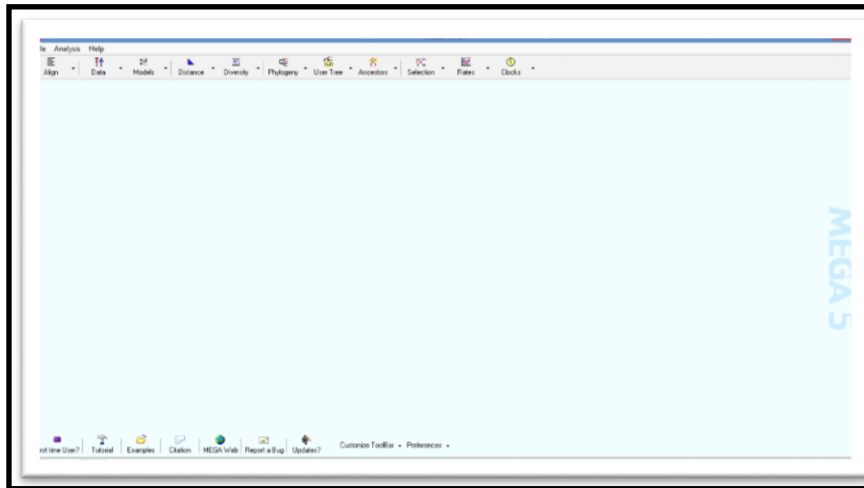 le Analysis Help
Align Data Models Distance Diversity Phylogeny User Tree Ancestors Selection Rates Clocks
MEGA 5
rst time User? Tutorial Examples Citation MEGA Web Report a Bug Updates? Customize ToolBar Preferences